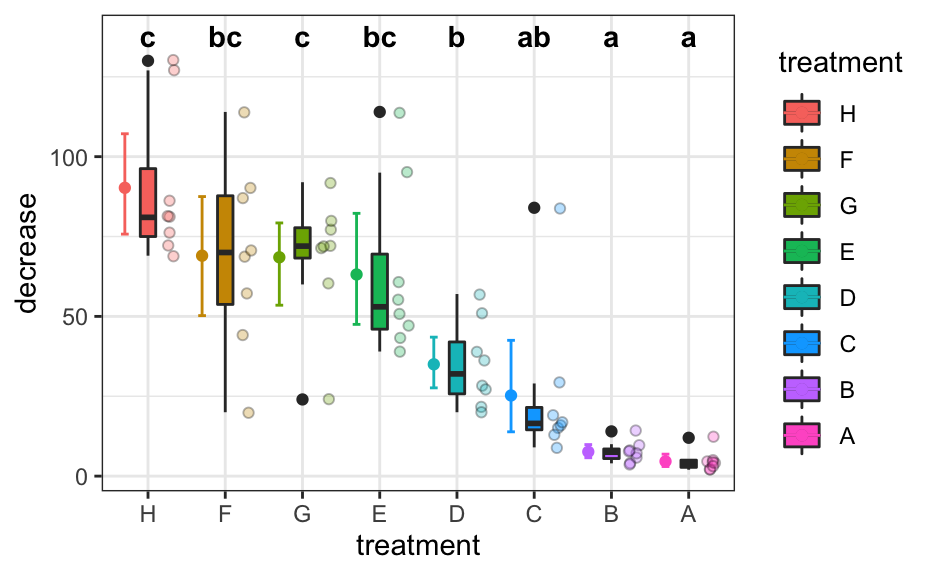 c bc c bc b ab a a
decrease
100
50
0
H F G E D C B A
treatment
treatment
H
F
G
E
D
C
B
A